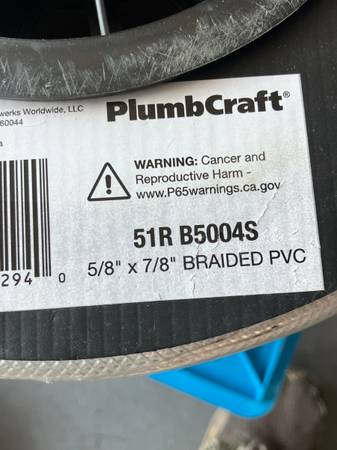 erwerks Worldwide, LLC
60044
a
PlumbCraft®
WARNING: Cancer and
Reproductive Harm -
www.P65warnings.ca.gov
51R B5004S
294 0
5/8" x 7/8" BRAIDED PVC